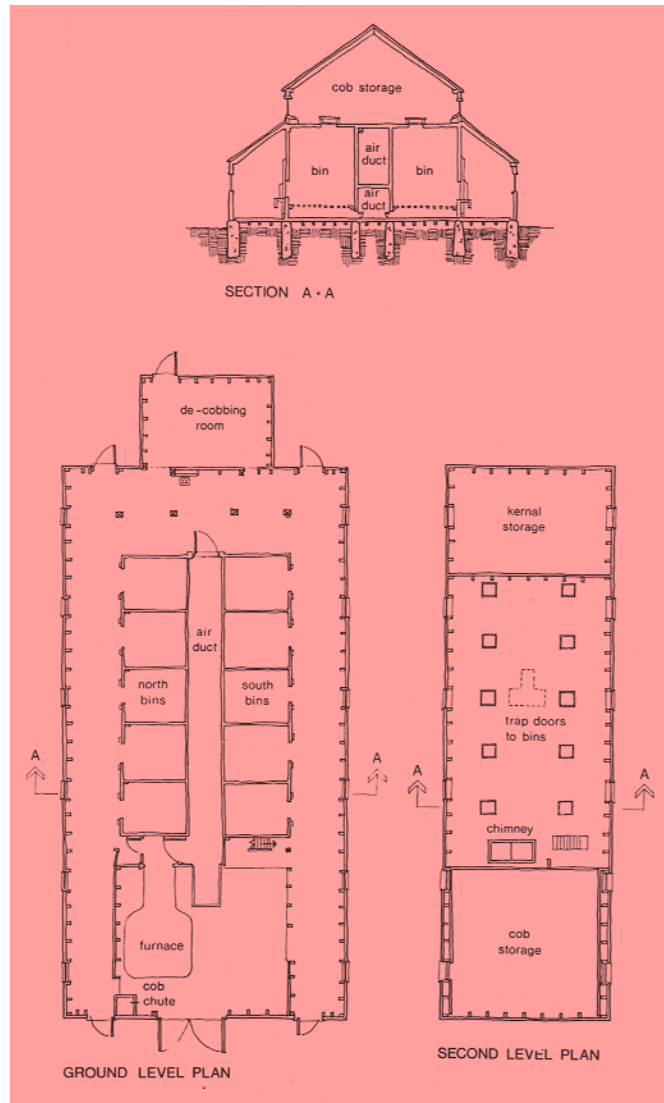 cob storage
air
duct
bin
bin
air
duct
SECTION A · A
de-cobbing
room
kernal
storage
air
duct
north
bins
south
bins
trap doors
to bins
A
A
A
A
chimney
furnace
cob
storage
cob
chute
GROUND LEVEL PLAN
SECOND LEVEL PLAN